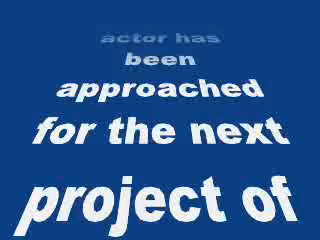 actor has
been
approached
for the next
project of